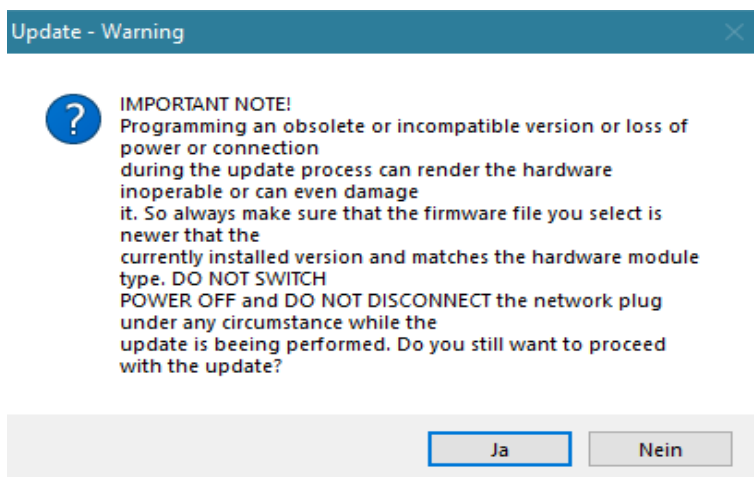 Update - Warning
?
IMPORTANT NOTE!
Programming an obsolete or incompatible version or loss of
power or connection
during the update process can render the hardware
inoperable or can even damage
it. So always make sure that the firmware file you select is
newer that the
currently installed version and matches the hardware module
type. DO NOT SWITCH
POWER OFF and DO NOT DISCONNECT the network plug
under any circumstance while the
update is beeing performed. Do you still want to proceed
with the update?
Ja
Nein